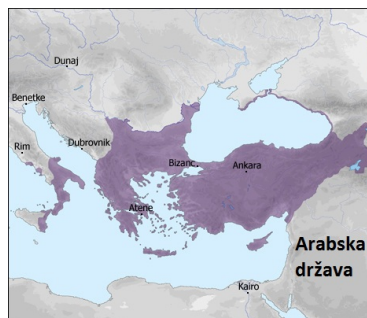 Dunaj
Benetke
Rim
Dubrovnik
Bizanc
Ankara
Atene
Arabska
država
Kairo